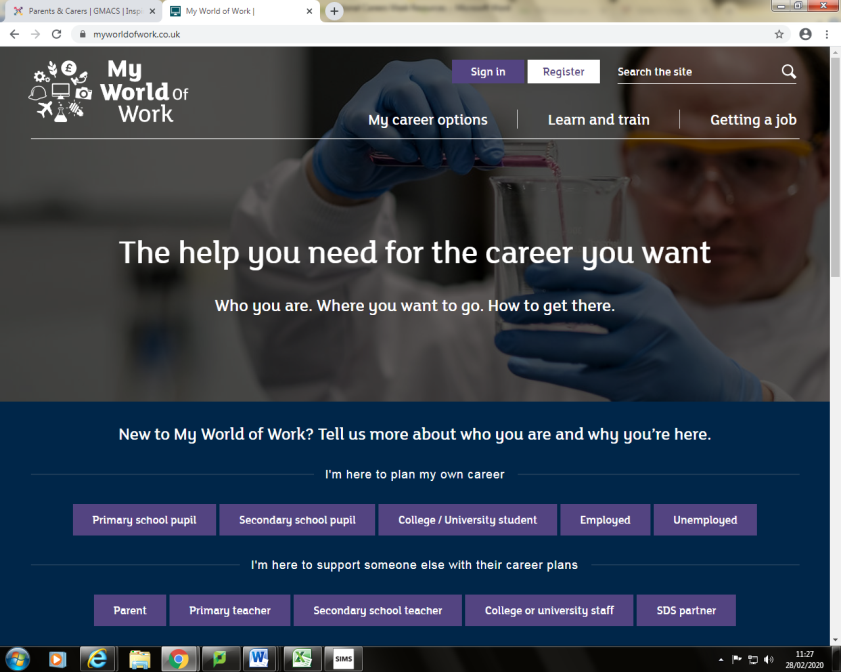 Parents & Carers | GMACS | Insp
My World of Work |
myworldofwork.co.uk
My
World Of
Work
Sign in
Register
Search the site
My career options
Learn and train
Getting a job
The help you need for the career you want
Who you are. Where you want to go. How to get there.
New to My World of Work? Tell us more about who you are and why you're here.
I'm here to plan my own career
Primary school pupil
Secondary school pupil
College / University student
Employed
Unemployed
I'm here to support someone else with their career plans
Parent
Primary teacher
Secondary school teacher
College or university staff
SDS partner
SIMS
11:27
28/02/2020